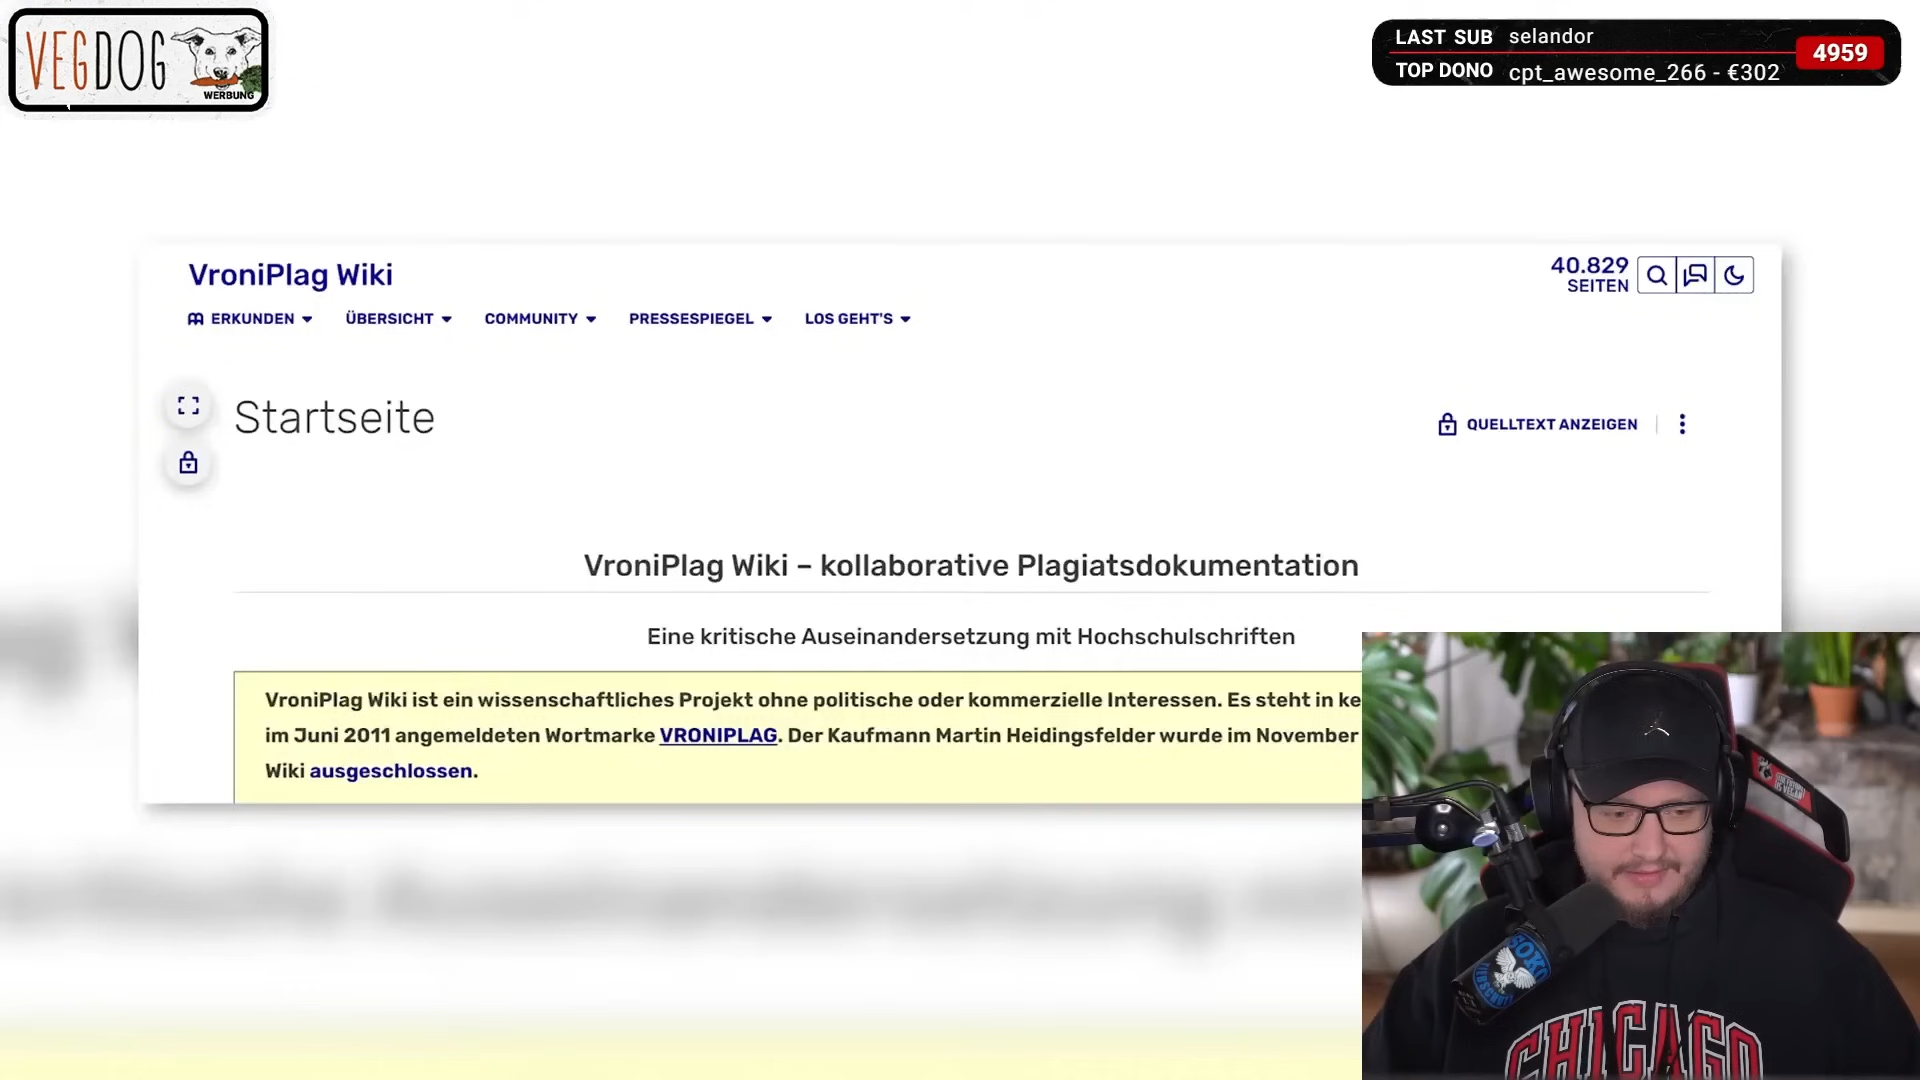 VEGDOG
WERBUNG
LAST SUB selandor
TOP DONO cpt_awesome_266 - €302
4959
VroniPlag Wiki
40.829
SEITEN
ERKUNDEN ÜBERSICHT COMMUNITY PRESSESPIEGEL LOS GEHT'S
Startseite
QUELLTEXT ANZEIGEN
VroniPlag Wiki – kollaborative Plagiatsdokumentation
Eine kritische Auseinandersetzung mit Hochschulschriften
VroniPlag Wiki ist ein wissenschaftliches Projekt ohne politische oder kommerzielle Interessen. Es steht in ke
im Juni 2011 angemeldeten Wortmarke VRONIPLAG. Der Kaufmann Martin Heidingsfelder wurde im November
Wiki ausgeschlossen.
SOKO
CHICAGO